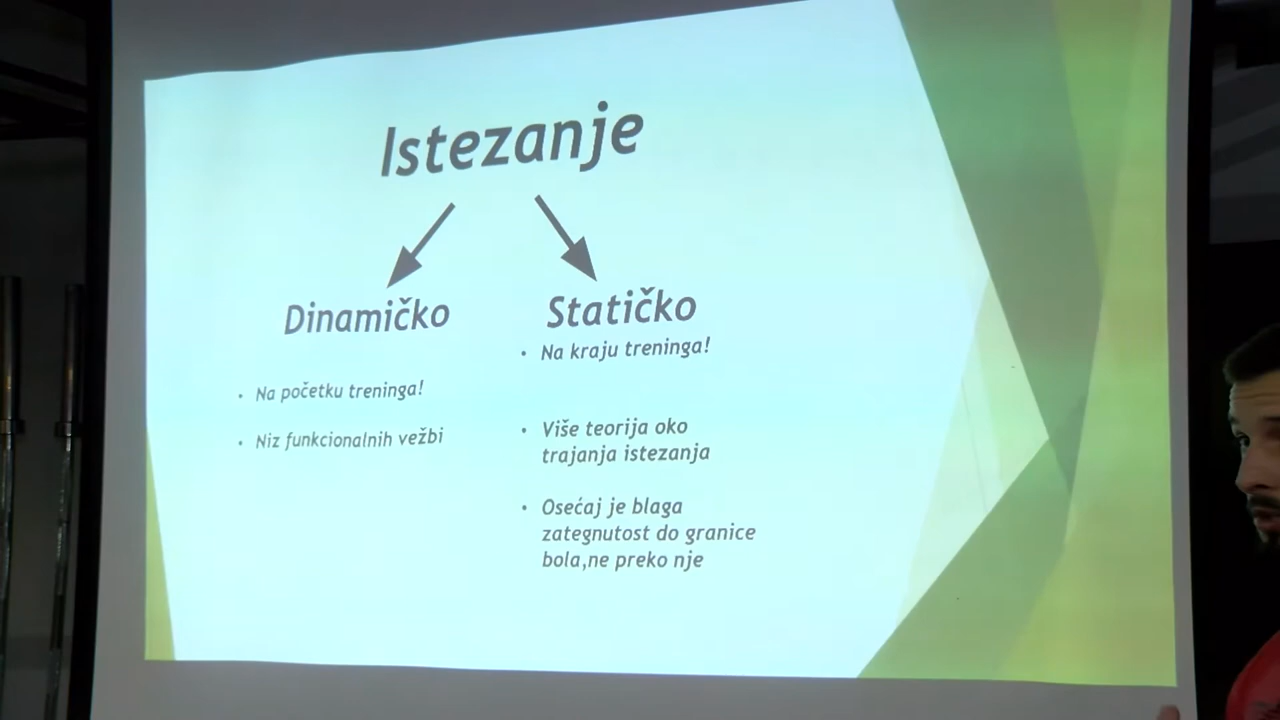 Istezanje
Dinamičko
• Na početku treninga!
• Niz funkcionalnih vežbi
Statičko
• Na kraju treninga!
• Više teorija oko
trajanja istezanja
• Osećaj je blaga
zategnutost do granice
bola,ne preko nje